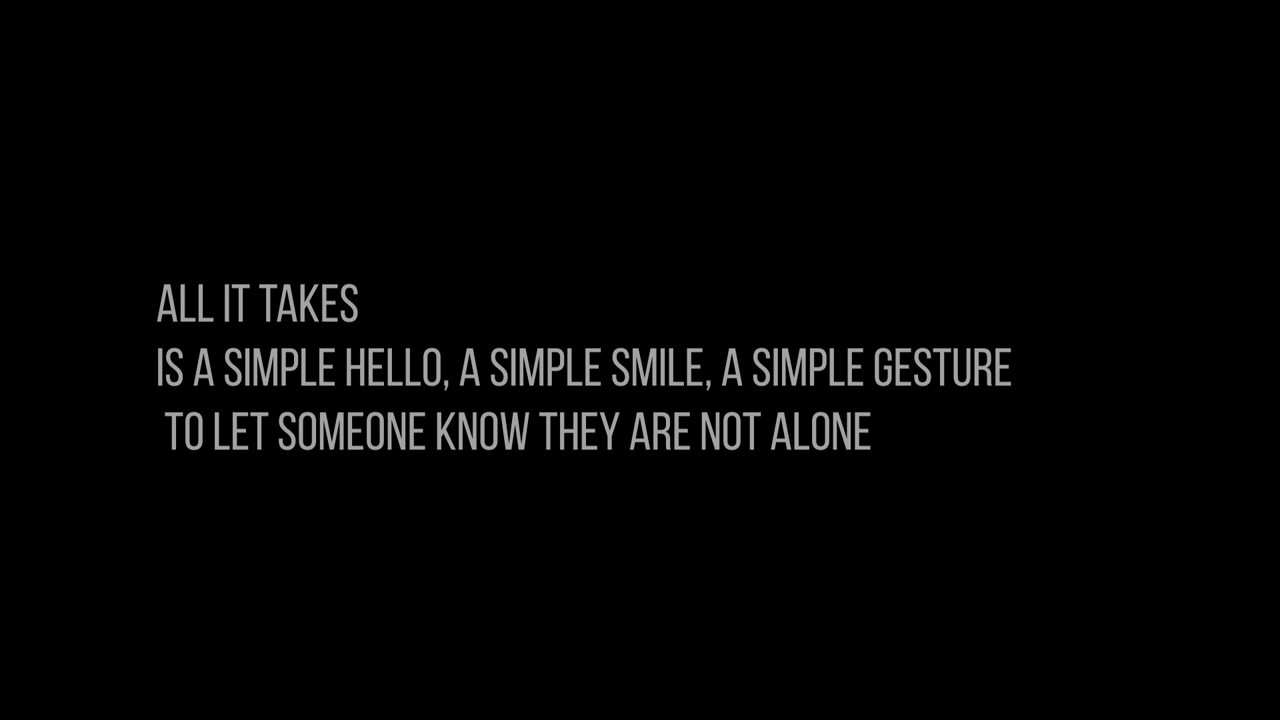 ALL IT TAKES
IS A SIMPLE HELLO, A SIMPLE SMILE, A SIMPLE GESTURE
TO LET SOMEONE KNOW THEY ARE NOT ALONE